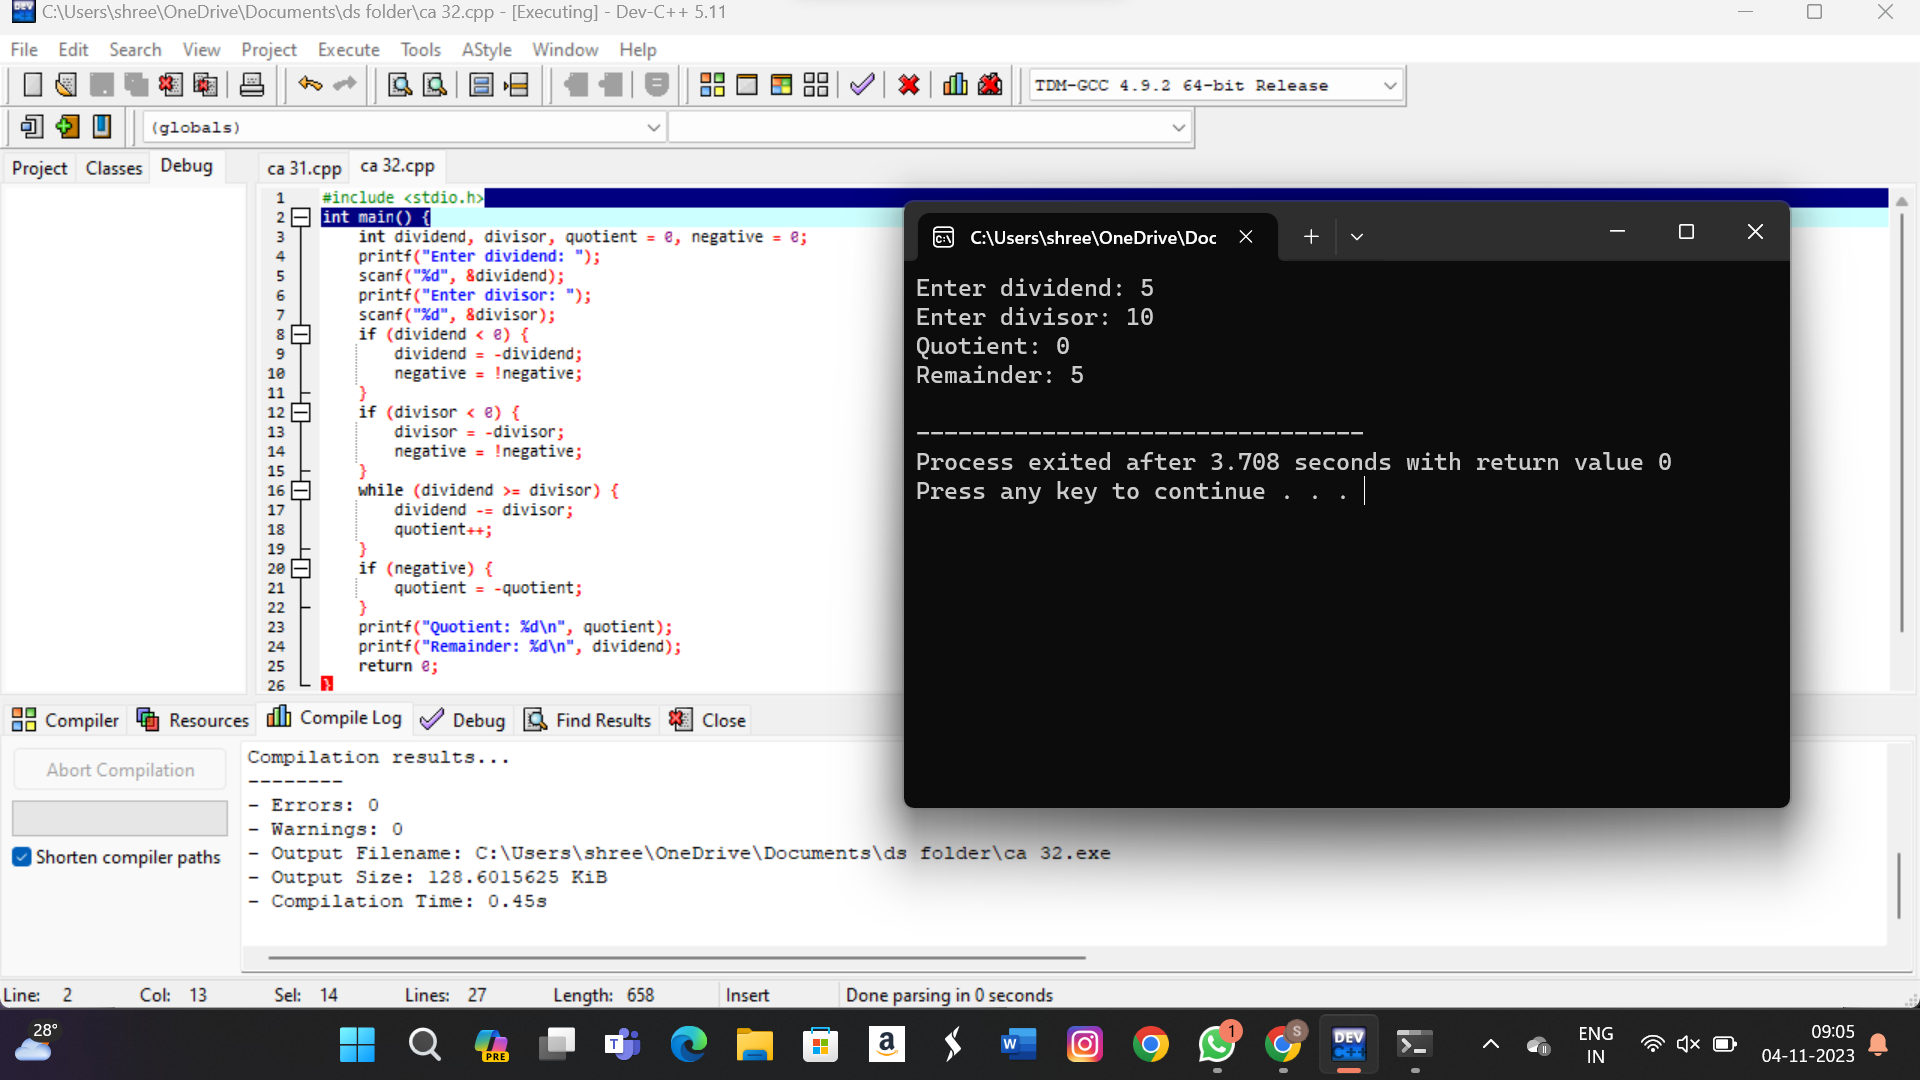 C:\Users\shree\OneDrive\Documents\ds folder\ca 32.cpp - [Executing] - Dev-C++ 5.11
File Edit Search View Project Execute Tools AStyle Window Help
TDM-GCC 4.9.2 64-bit Release
(globals)
Project Classes Debug ca 31.cpp ca 32.cpp
1 #include <stdio.h>
2 int main() {
3 int dividend, divisor, quotient = 0, negative = 0;
4 printf("Enter dividend: ");
5 scanf("%d", &dividend);
6 printf("Enter divisor: ");
7 scanf("%d", &divisor);
8 if (dividend < 0) {
9 dividend = -dividend;
10 negative = !negative;
11 }
12 if (divisor < 0) {
13 divisor = -divisor;
14 negative = !negative;
15 }
16 while (dividend >= divisor) {
17 dividend -= divisor;
18 quotient++;
19 }
20 if (negative) {
21 quotient = -quotient;
22 }
23 printf("Quotient: %d\n", quotient);
24 printf("Remainder: %d\n", dividend);
25 return 0;
26 }
C:\Users\shree\OneDrive\Doc
Enter dividend: 5
Enter divisor: 10
Quotient: 0
Remainder: 5
--------------------------------
Process exited after 3.708 seconds with return value 0
Press any key to continue . . .
Compiler Resources Compile Log Debug Find Results Close
Abort Compilation
Shorten compiler paths
Compilation results...
--------
- Errors: 0
- Warnings: 0
- Output Filename: C:\Users\shree\OneDrive\Documents\ds folder\ca 32.exe
- Output Size: 128.6015625 KiB
- Compilation Time: 0.45s
Line: 2 Col: 13 Sel: 14 Lines: 27 Length: 658 Insert Done parsing in 0 seconds
28°
PRE
1
S
DEV C++
ENG
IN
09:05
04-11-2023